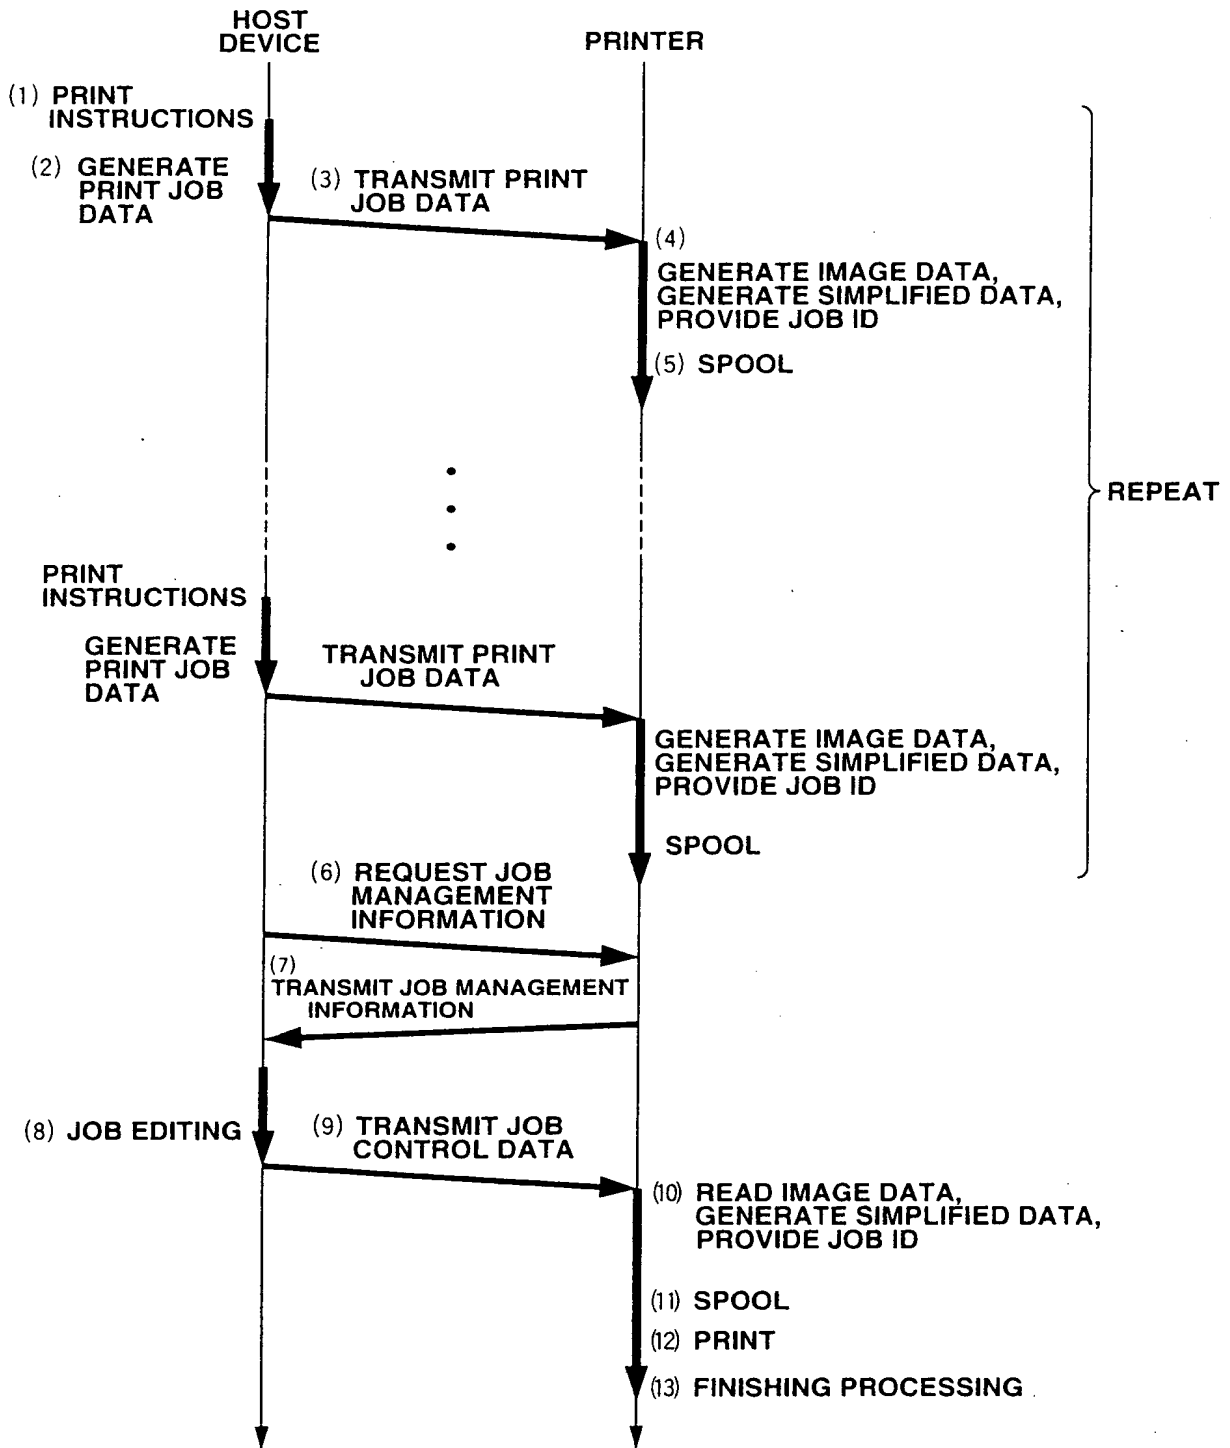 HOST
DEVICE
PRINTER
(1) PRINT
INSTRUCTIONS
(2) GENERATE
PRINT JOB
DATA
(3) TRANSMIT PRINT
JOB DATA
(4)
GENERATE IMAGE DATA,
GENERATE SIMPLIFIED DATA,
PROVIDE JOB ID
(5) SPOOL
REPEAT
PRINT
INSTRUCTIONS
GENERATE
PRINT JOB
DATA
TRANSMIT PRINT
JOB DATA
GENERATE IMAGE DATA,
GENERATE SIMPLIFIED DATA,
PROVIDE JOB ID
SPOOL
(6) REQUEST JOB
MANAGEMENT
INFORMATION
(7)
TRANSMIT JOB MANAGEMENT
INFORMATION
(8) JOB EDITING
(9) TRANSMIT JOB
CONTROL DATA
(10) READ IMAGE DATA,
GENERATE SIMPLIFIED DATA,
PROVIDE JOB ID
(11) SPOOL
(12) PRINT
(13) FINISHING PROCESSING